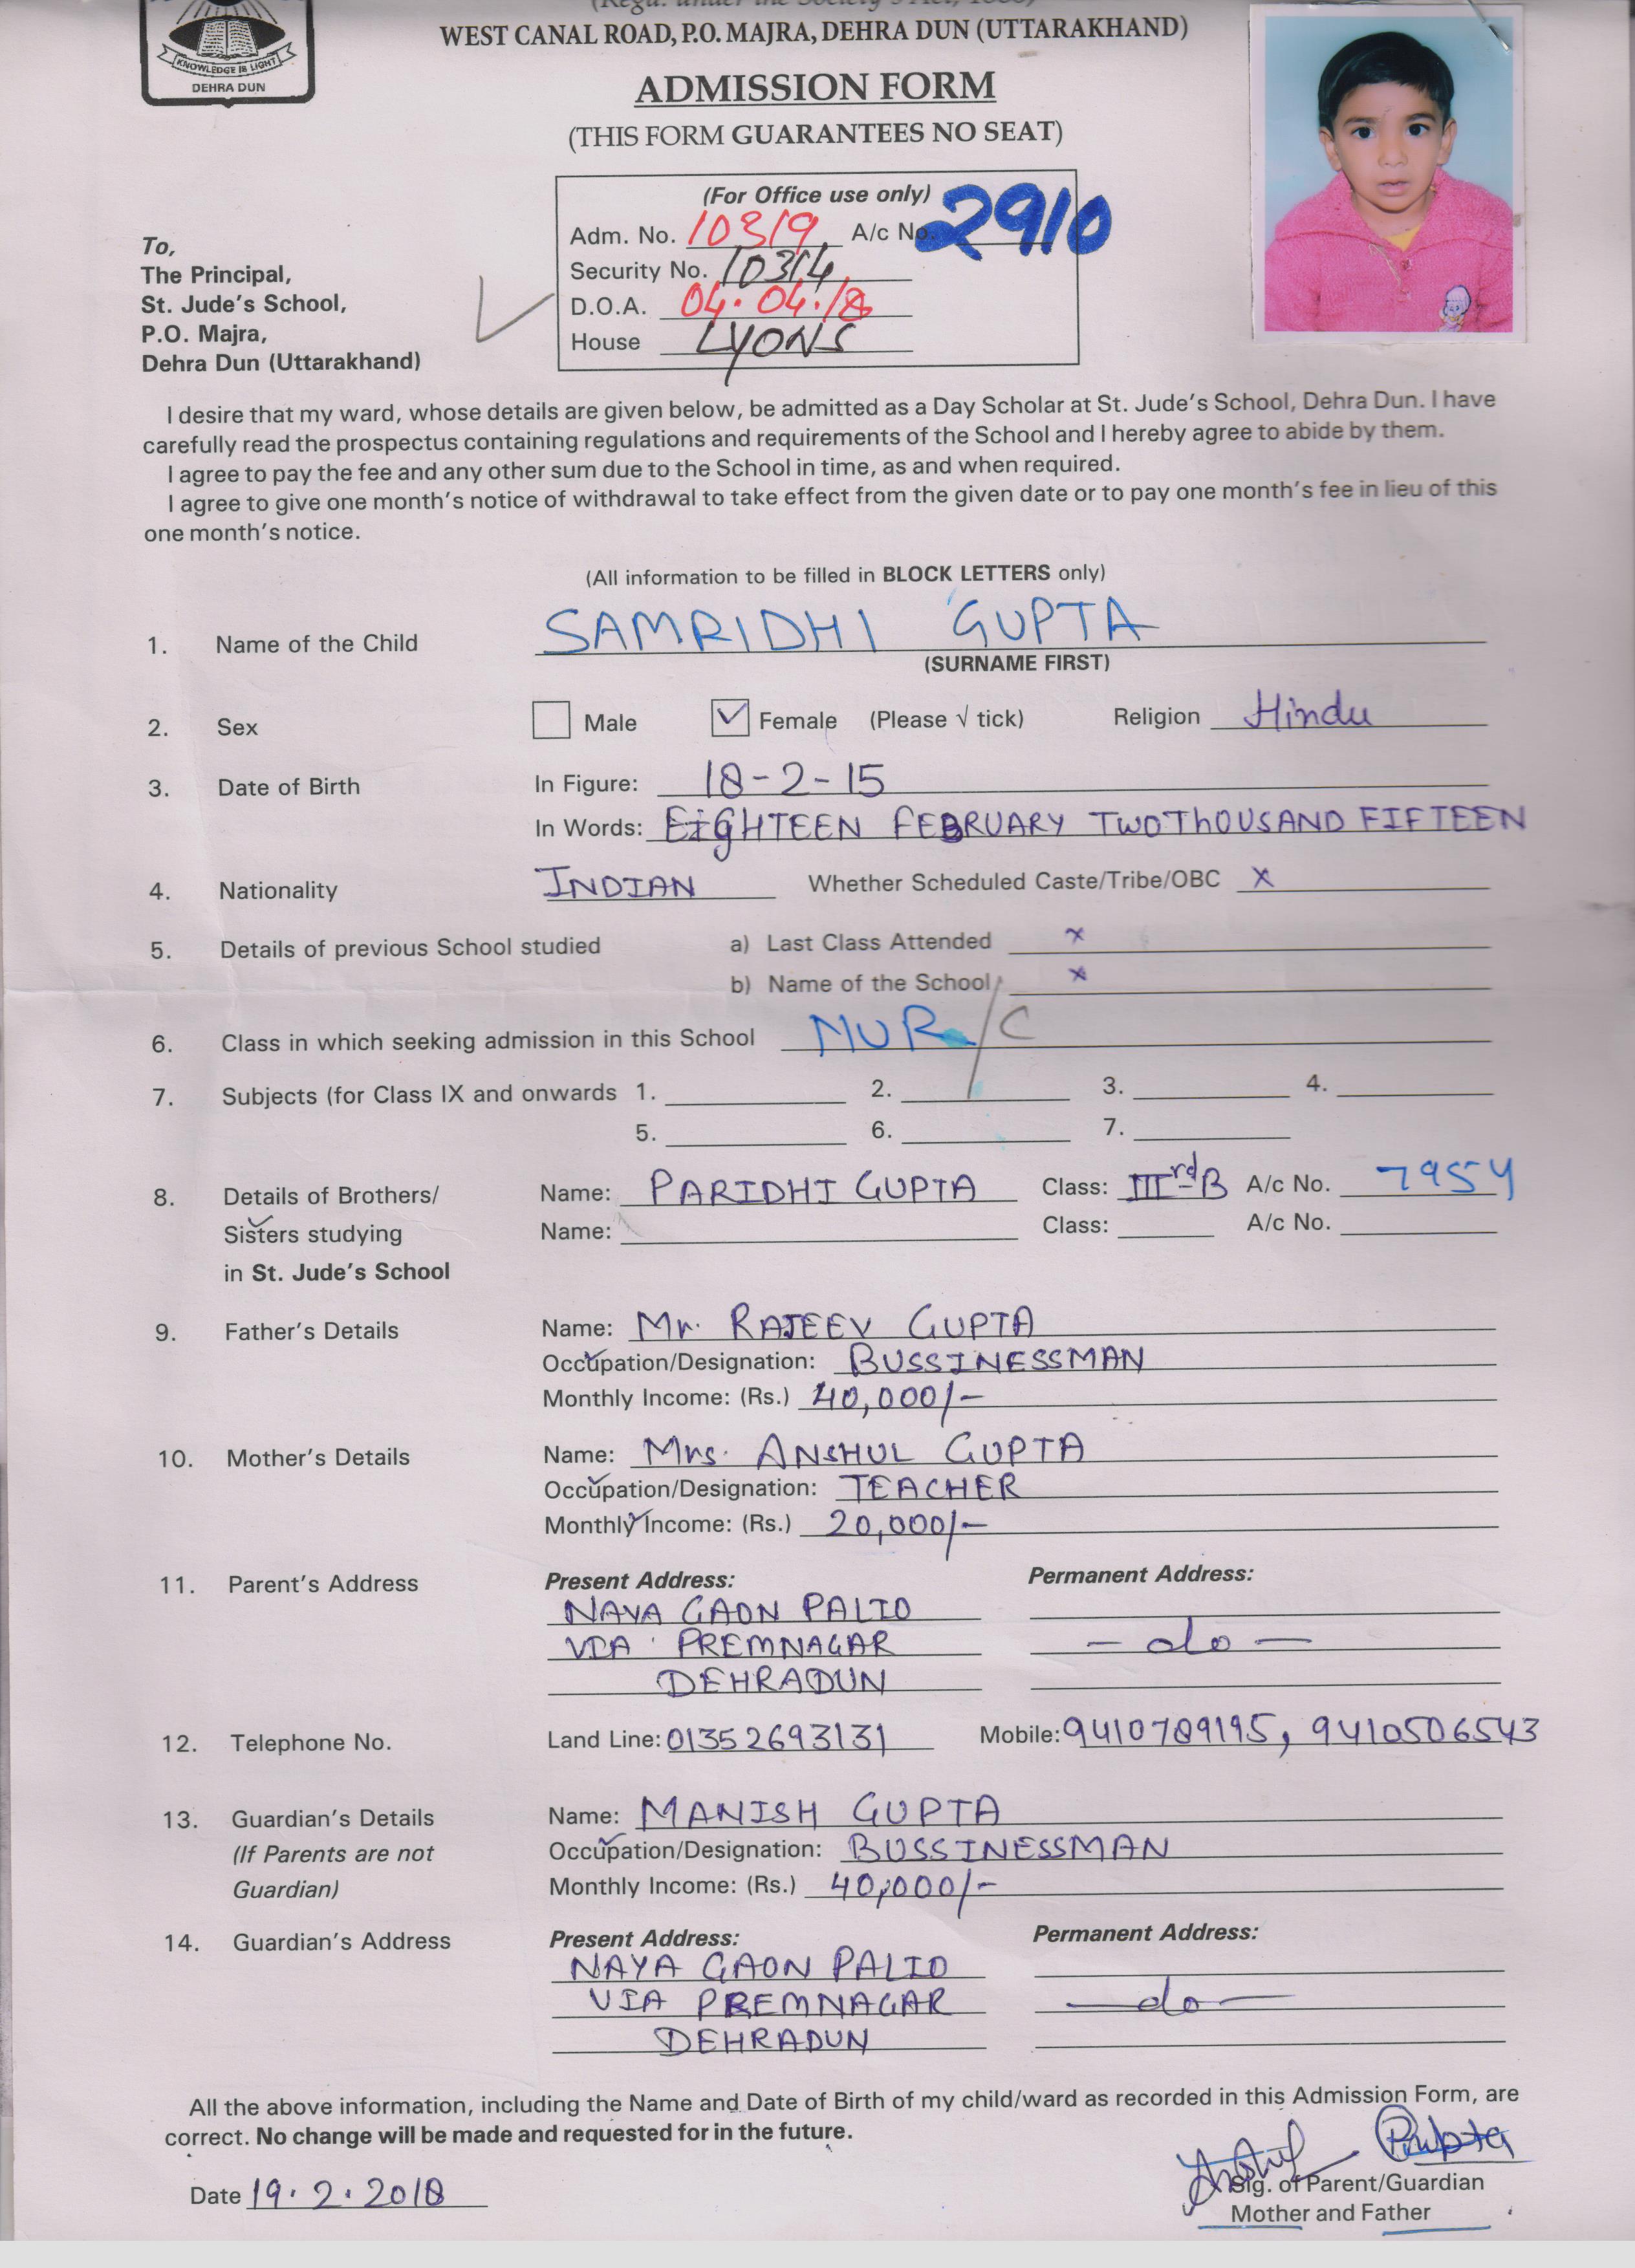 KNOWLEDGE IS LIGHT
DEHRA DUN
WEST CANAL ROAD, P.O. MAJRA, DEHRA DUN (UTTARAKHAND)
ADMISSION FORM
(THIS FORM GUARANTEES NO SEAT)
(For Office use only)
Adm. No. 10319 A/c No. 2910
Security No. 10314
D.O.A. 04.04.18
House LYONS
To,
The Principal,
St. Jude's School,
P.O. Majra,
Dehra Dun (Uttarakhand)
I desire that my ward, whose details are given below, be admitted as a Day Scholar at St. Jude's School, Dehra Dun. I have
carefully read the prospectus containing regulations and requirements of the School and I hereby agree to abide by them.
I agree to pay the fee and any other sum due to the School in time, as and when required.
I agree to give one month's notice of withdrawal to take effect from the given date or to pay one month's fee in lieu of this
one month's notice.
(All information to be filled in BLOCK LETTERS only)
1. Name of the Child SAMRIDHI GUPTA
(SURNAME FIRST)
2. Sex Male ✓ Female (Please √ tick) Religion Hindu
3. Date of Birth In Figure: 18-2-15
In Words: EIGHTEEN FEBRUARY TWO THOUSAND FIFTEEN
4. Nationality INDIAN Whether Scheduled Caste/Tribe/OBC x
5. Details of previous School studied a) Last Class Attended x
b) Name of the School x
6. Class in which seeking admission in this School NUR/C
7. Subjects (for Class IX and onwards 1. 2. 3. 4.
5. 6. 7.
8. Details of Brothers/ Name: PARIDHI GUPTA Class: IIIrd B A/c No. 7954
Sisters studying Name: Class: A/c No.
in St. Jude's School
9. Father's Details Name: Mr. RAJEEV GUPTA
Occupation/Designation: BUSSINESSMAN
Monthly Income: (Rs.) 40,000/-
10. Mother's Details Name: Mrs. ANSHUL GUPTA
Occupation/Designation: TEACHER
Monthly Income: (Rs.) 20,000/-
11. Parent's Address Present Address: Permanent Address:
NAYA GAON PALIO
VIA PREMNAGAR - do -
DEHRADUN
12. Telephone No. Land Line: 01352693131 Mobile: 9410789195, 9410506543
13. Guardian's Details Name: MANISH GUPTA
(If Parents are not Occupation/Designation: BUSSINESSMAN
Guardian) Monthly Income: (Rs.) 40,000/-
14. Guardian's Address Present Address: Permanent Address:
NAYA GAON PALIO
VIA PREMNAGAR - do -
DEHRADUN
All the above information, including the Name and Date of Birth of my child/ward as recorded in this Admission Form, are
correct. No change will be made and requested for in the future.
Date 19.2.2018
Sig. of Parent/Guardian
Mother and Father